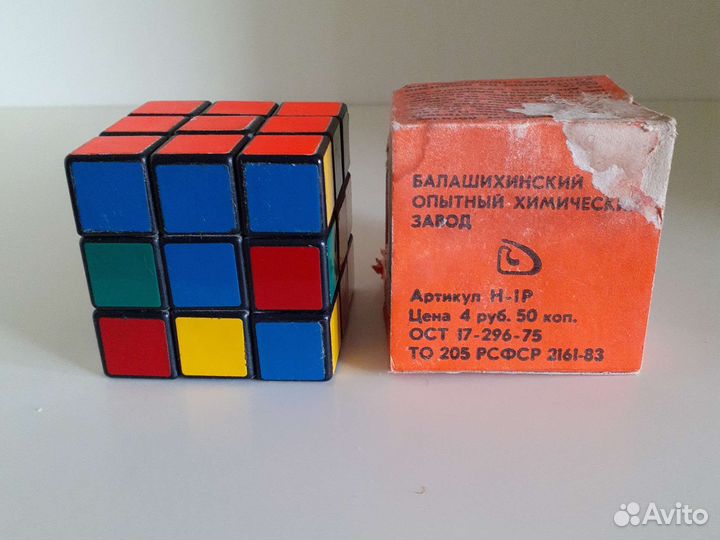 БАЛАШИХИНСКИЙ
ОПЫТНЫЙ ХИМИЧЕСК
ЗАВОД
Артикул Н-1Р
Цена 4 руб. 50 коп.
ОСТ 17-296-75
ТО 205 РСФСР 2161-83
Avito